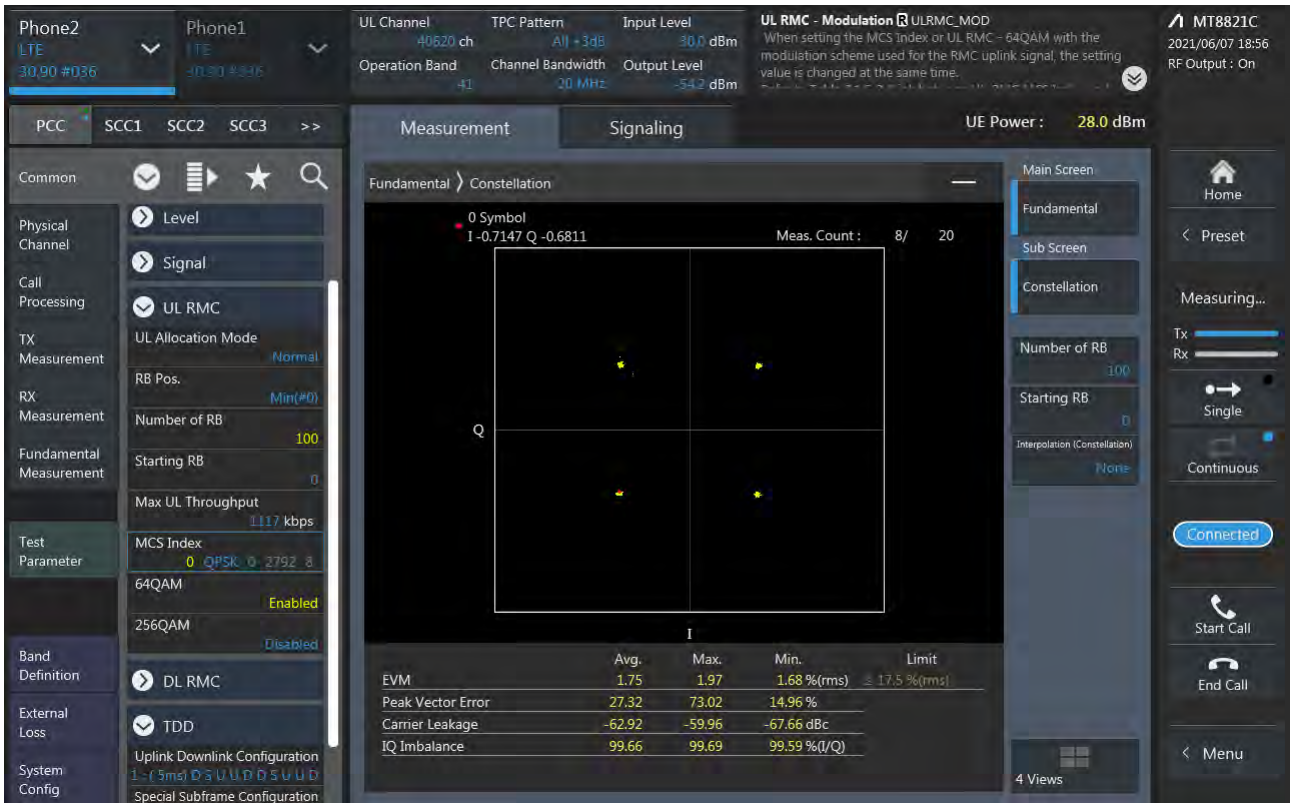 Phone2
LTE
30.90 #036
Phone1
LTE
30.90 #036
UL Channel
40620 ch
Operation Band
41
TPC Pattern
All +3dB
Channel Bandwidth
20 MHz
Input Level
30.0 dBm
Output Level
-54.2 dBm
UL RMC - Modulation R ULRMC_MOD
When setting the MCS Index or UL RMC – 64QAM with the
modulation scheme used for the RMC uplink signal, the setting
value is changed at the same time.
MT8821C
2021/06/07 18:56
RF Output : On
PCC SCC1 SCC2 SCC3 >>
Measurement
Signaling
UE Power : 28.0 dBm
Common
Physical
Channel
Call
Processing
TX
Measurement
RX
Measurement
Fundamental
Measurement
Test
Parameter
Band
Definition
External
Loss
System
Config
Level
Signal
UL RMC
UL Allocation Mode
Normal
RB Pos.
Min(#0)
Number of RB
100
Starting RB
0
Max UL Throughput
1117 kbps
MCS Index
0 QPSK 0 2792 8
64QAM
Enabled
256QAM
Disabled
DL RMC
TDD
Uplink Downlink Configuration
1 : ( 5ms) D S U U D D S U U D
Special Subframe Configuration
Fundamental 〉 Constellation
0 Symbol
I -0.7147 Q -0.6811
Meas. Count : 8/ 20
Q
I
Avg. Max. Min. Limit
EVM 1.75 1.97 1.68 %(rms) ≤ 17.5 %(rms)
Peak Vector Error 27.32 73.02 14.96 %
Carrier Leakage -62.92 -59.96 -67.66 dBc
IQ Imbalance 99.66 99.69 99.59 %(I/Q)
Main Screen
Fundamental
Sub Screen
Constellation
Number of RB
100
Starting RB
0
Interpolation (Constellation)
None
4 Views
Home
< Preset
Measuring...
Tx
Rx
Single
Continuous
Connected
Start Call
End Call
< Menu